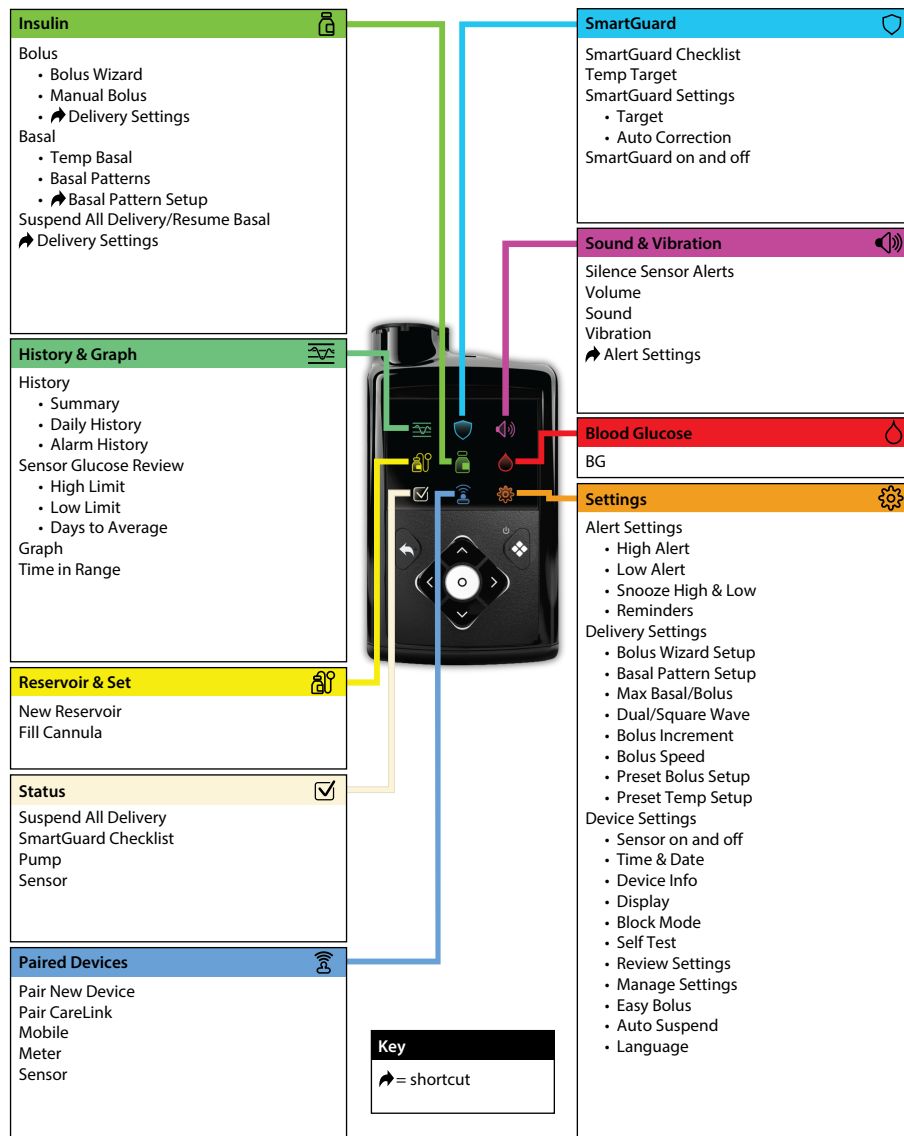 Insulin
Bolus
• Bolus Wizard
• Manual Bolus
• Delivery Settings
Basal
• Temp Basal
• Basal Patterns
• Basal Pattern Setup
Suspend All Delivery/Resume Basal
Delivery Settings
History & Graph
History
• Summary
• Daily History
• Alarm History
Sensor Glucose Review
• High Limit
• Low Limit
• Days to Average
Graph
Time in Range
Reservoir & Set
New Reservoir
Fill Cannula
Status
Suspend All Delivery
SmartGuard Checklist
Pump
Sensor
Paired Devices
Pair New Device
Pair CareLink
Mobile
Meter
Sensor
Key
= shortcut
SmartGuard
SmartGuard Checklist
Temp Target
SmartGuard Settings
• Target
• Auto Correction
SmartGuard on and off
Sound & Vibration
Silence Sensor Alerts
Volume
Sound
Vibration
Alert Settings
Blood Glucose
BG
Settings
Alert Settings
• High Alert
• Low Alert
• Snooze High & Low
• Reminders
Delivery Settings
• Bolus Wizard Setup
• Basal Pattern Setup
• Max Basal/Bolus
• Dual/Square Wave
• Bolus Increment
• Bolus Speed
• Preset Bolus Setup
• Preset Temp Setup
Device Settings
• Sensor on and off
• Time & Date
• Device Info
• Display
• Block Mode
• Self Test
• Review Settings
• Manage Settings
• Easy Bolus
• Auto Suspend
• Language